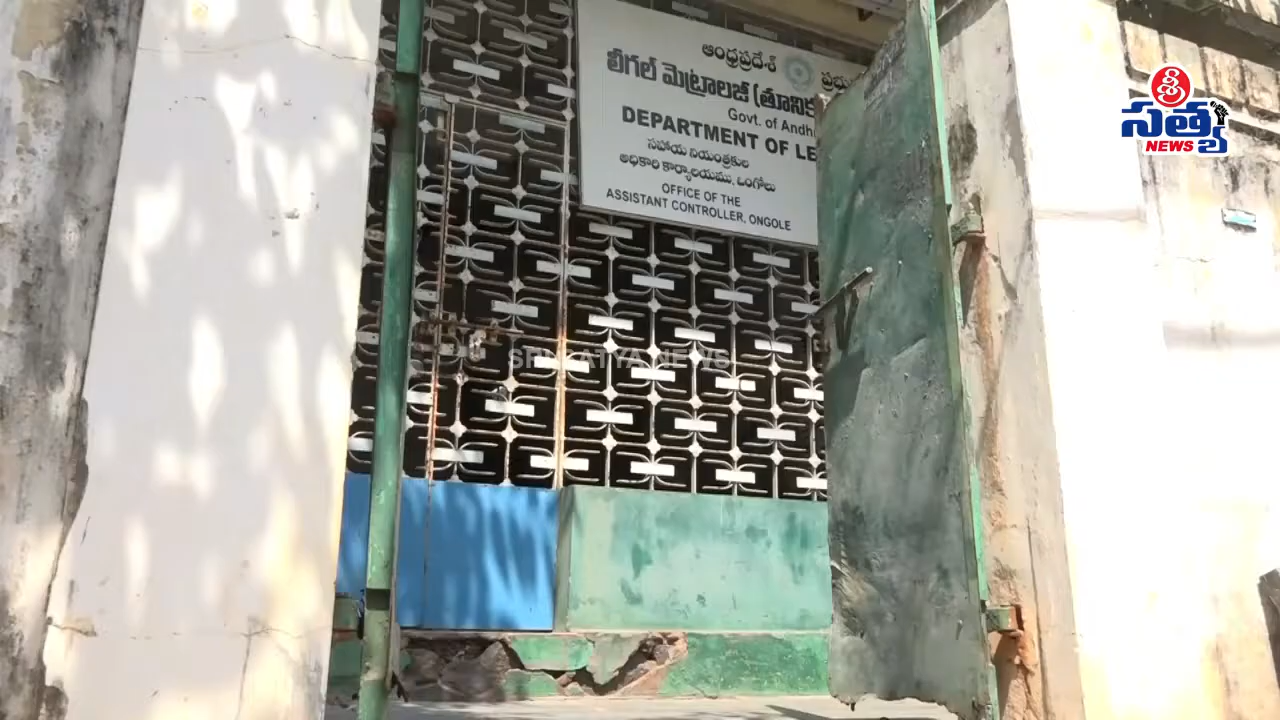 ఆంధ్రప్రదేశ్ ప్రభు
లీగల్ మెట్రాలజీ (తూనిక
Govt. of Andh
DEPARTMENT OF LE
సహాయ నియంత్రకుల
అధికారి కార్యాలయము, ఒంగోలు
OFFICE OF THE
ASSISTANT CONTROLLER, ONGOLE
శ్రీ
సత్య
NEWS
SRI SATYA NEWS